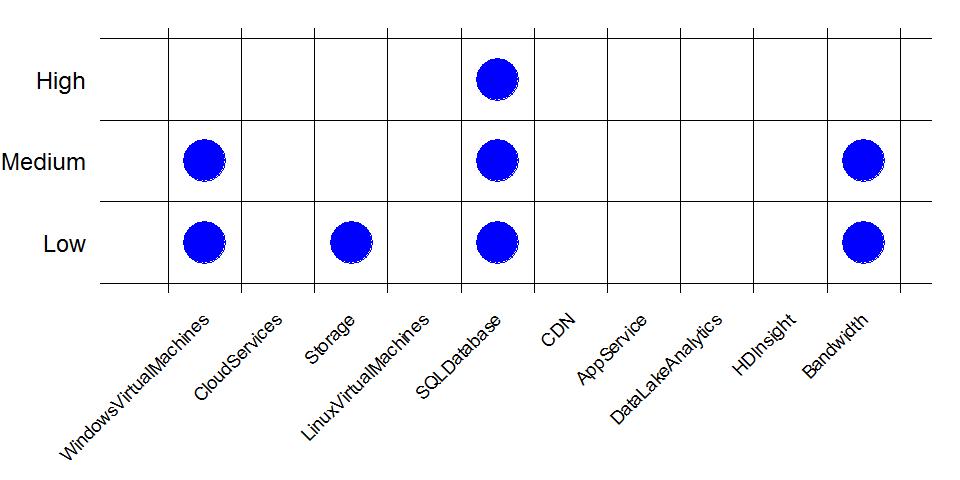 High
Medium
Low
WindowsVirtualMachines
CloudServices
Storage
LinuxVirtualMachines
SQLDatabase
CDN
AppService
DataLakeAnalytics
HDInsight
Bandwidth